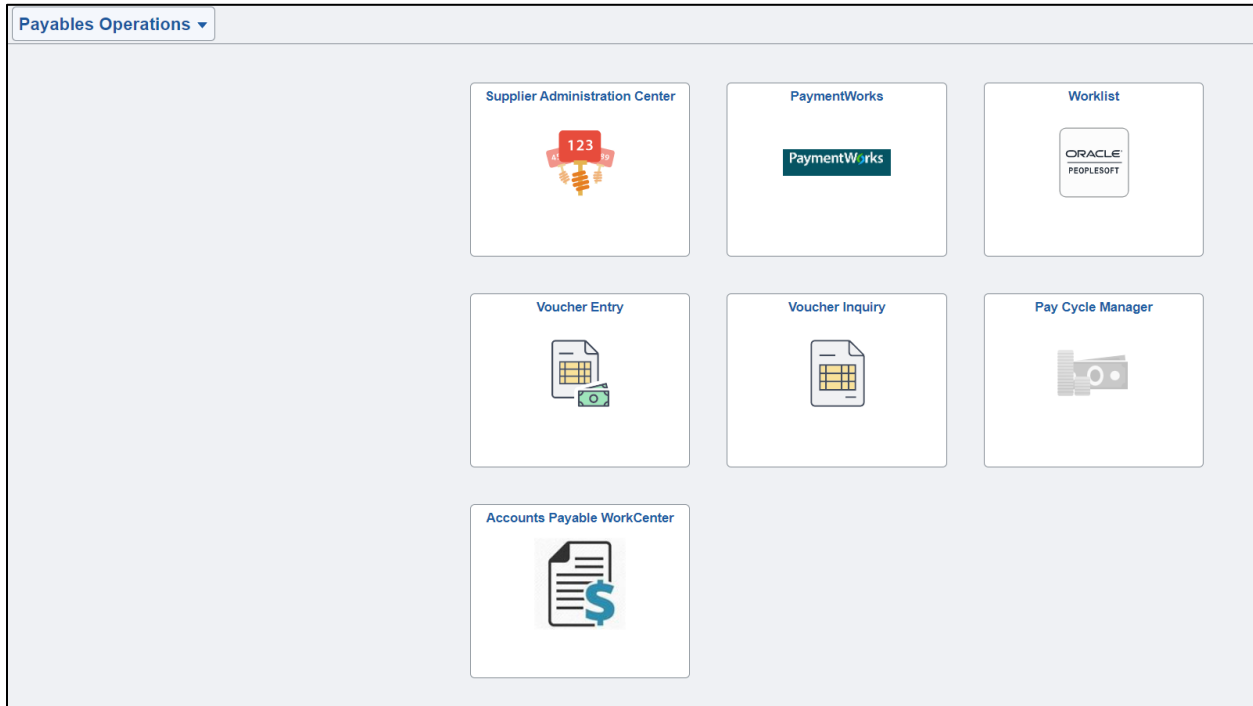 Payables Operations
Supplier Administration Center
PaymentWorks
Worklist
123
PaymentWorks
ORACLE
PEOPLESOFT
Voucher Entry
Voucher Inquiry
Pay Cycle Manager
Accounts Payable WorkCenter
$